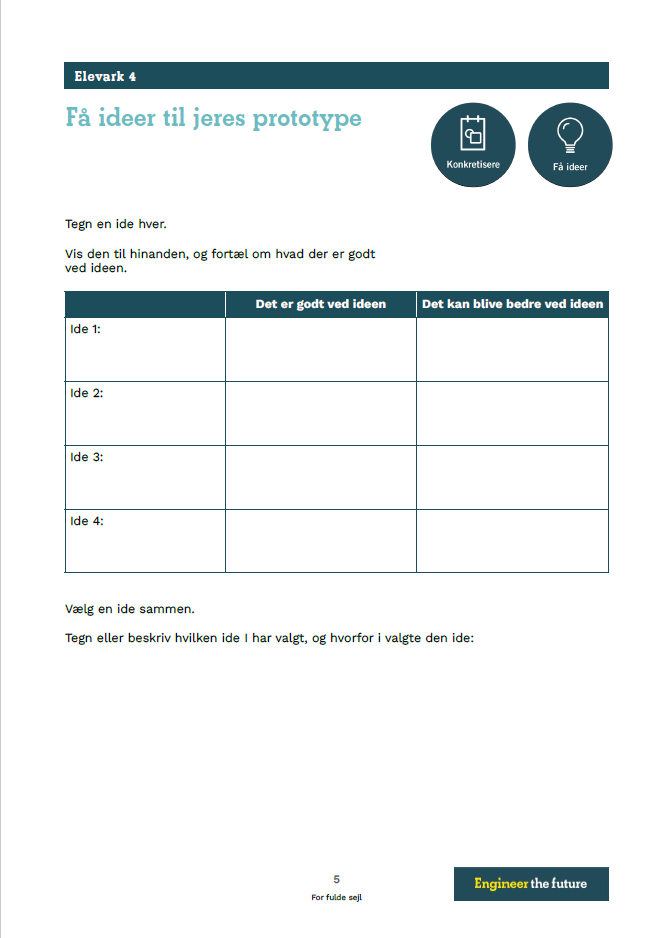 Elevark 4
Få ideer til jeres prototype
Konkretisere
Få ideer
Tegn en ide hver.
Vis den til hinanden, og fortæl om hvad der er godt
ved ideen.
Det er godt ved ideen
Det kan blive bedre ved ideen
Ide 1:
Ide 2:
Ide 3:
Ide 4:
Vælg en ide sammen.
Tegn eller beskriv hvilken ide I har valgt, og hvorfor i valgte den ide:
5
For fulde sejl
Engineer the future